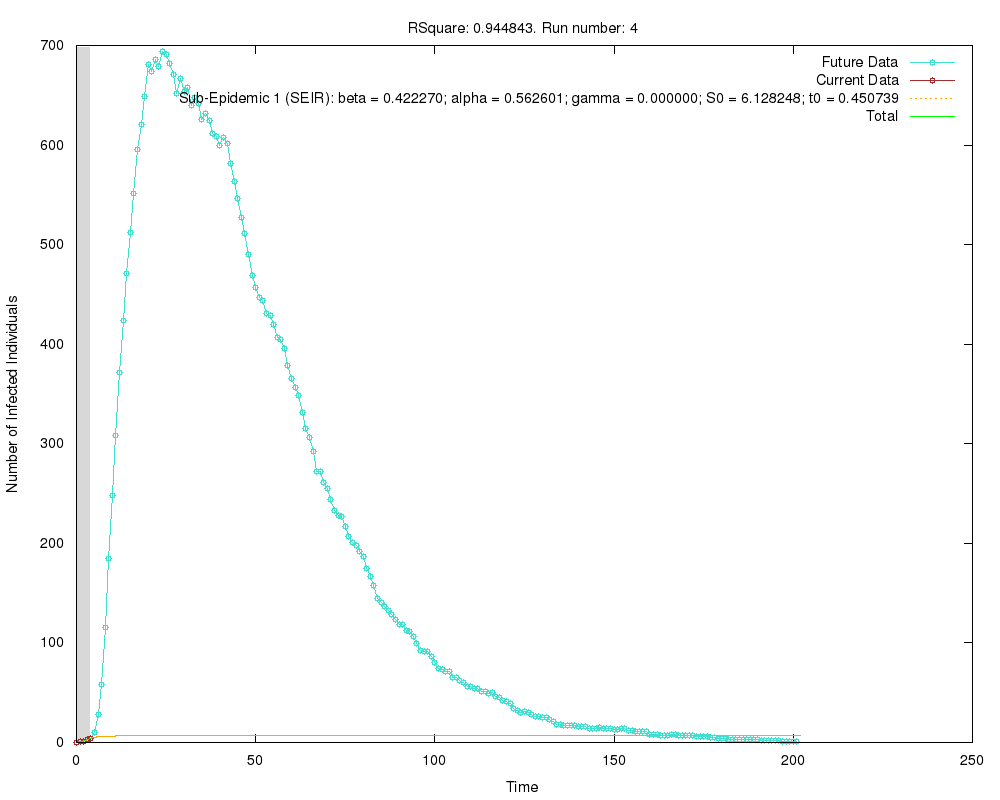 RSquare: 0.944843. Run number: 4
Future Data
Current Data
Sub-Epidemic 1 (SEIR): beta = 0.422270; alpha = 0.562601; gamma = 0.000000; S0 = 6.128248; t0 = 0.450739
Total
Number of Infected Individuals
700
600
500
400
300
200
100
0
0 50 100 150 200 250
Time